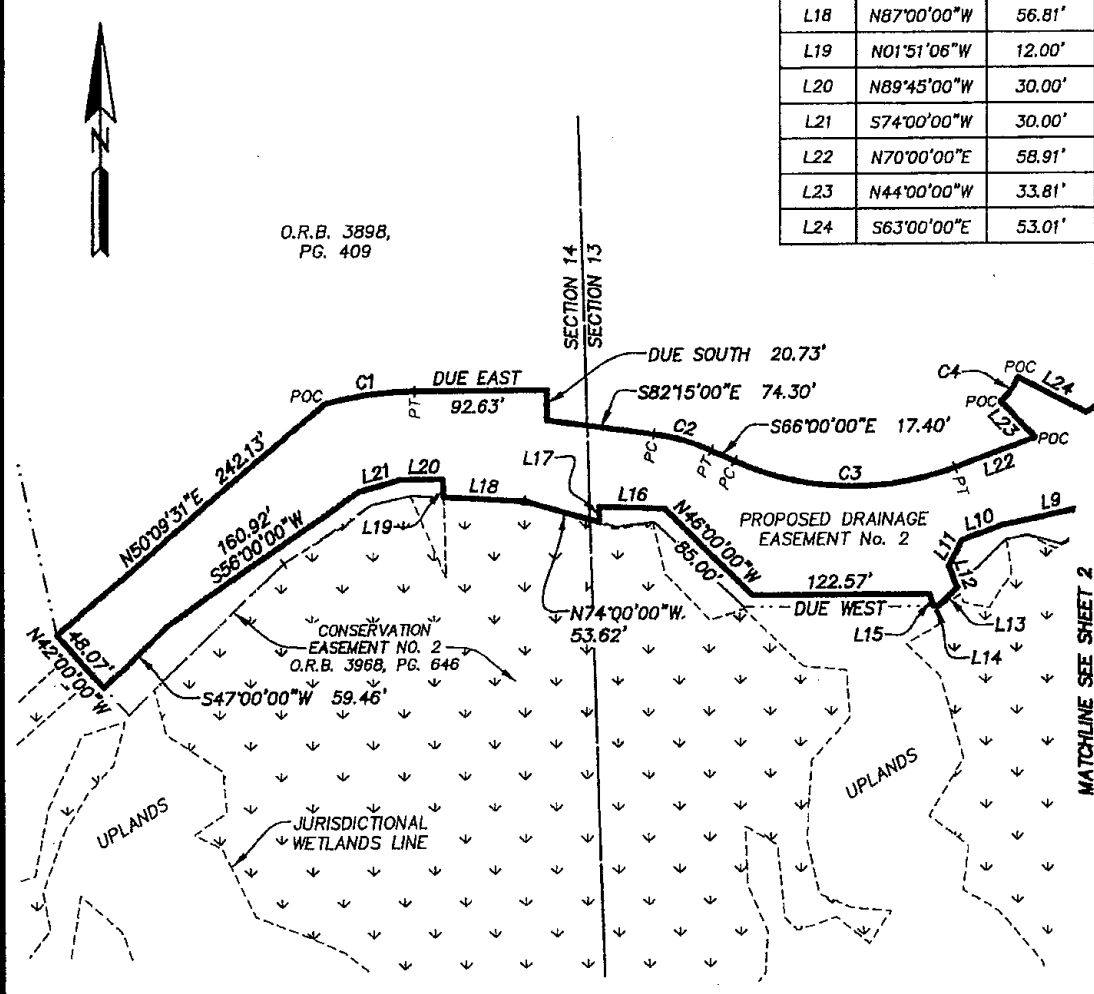 L18 N87°00'00"W 56.81'
L19 N01°51'06"W 12.00'
L20 N89°45'00"W 30.00'
L21 S74°00'00"W 30.00'
L22 N70°00'00"E 58.91'
L23 N44°00'00"W 33.81'
L24 S63°00'00"E 53.01'
N
O.R.B. 3898,
PG. 409
SECTION 14
SECTION 13
DUE SOUTH 20.73'
S82°15'00"E 74.30'
S66°00'00"E 17.40'
C4
POC
L24
POC
L23
POC
POC
C1
PT
DUE EAST
92.63'
PC
C2
PT
PC
C3
PT
L22
N50°09'31"E 242.13'
L21
L20
L19
L18
L17
L16
160.92'
S56°00'00"W
N46°00'00"W
85.00'
PROPOSED DRAINAGE
EASEMENT No. 2
L9
L10
L11
L12
L13
L14
L15
122.57'
DUE WEST
N74°00'00"W
53.62'
48.07'
N42°00'00"W
CONSERVATION
EASEMENT NO. 2
O.R.B. 3968, PG. 646
S47°00'00"W 59.46'
UPLANDS
UPLANDS
JURISDICTIONAL
WETLANDS LINE
MATCHLINE SEE SHEET 2